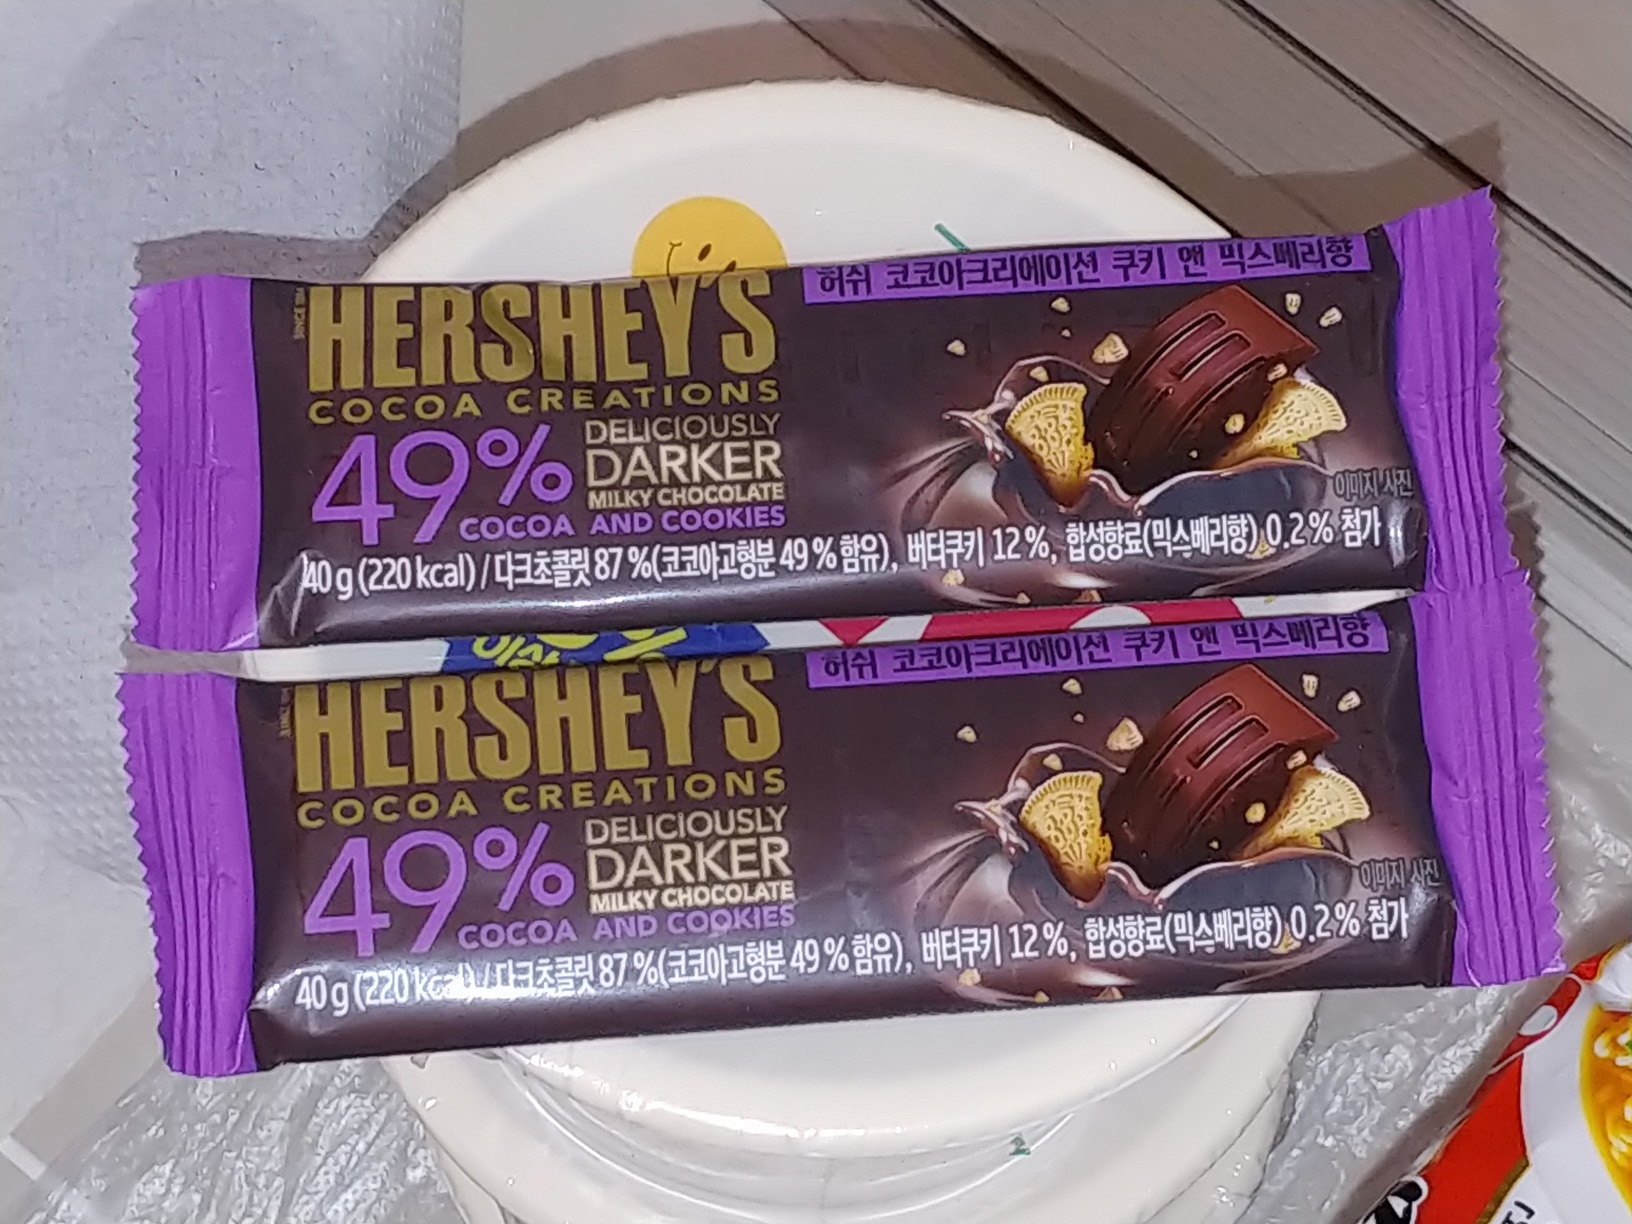 허쉬 코코아크리에이션 쿠키 앤 믹스베리향
HERSHEY'S
COCOA CREATIONS
49%
DELICIOUSLY
DARKER
MILKY CHOCOLATE
COCOA AND COOKIES
이미지 사진
40 g (220 kcal) / 다크초콜릿 87 % (코코아고형분 49 % 함유), 버터쿠키 12 %, 합성향료(믹스베리향) 0.2 % 첨가
허쉬 코코아크리에이션 쿠키 앤 믹스베리향
HERSHEY'S
COCOA CREATIONS
49%
DELICIOUSLY
DARKER
MILKY CHOCOLATE
COCOA AND COOKIES
이미지 사진
40 g (220 kcal) / 다크초콜릿 87 % (코코아고형분 49 % 함유), 버터쿠키 12 %, 합성향료(믹스베리향) 0.2 % 첨가